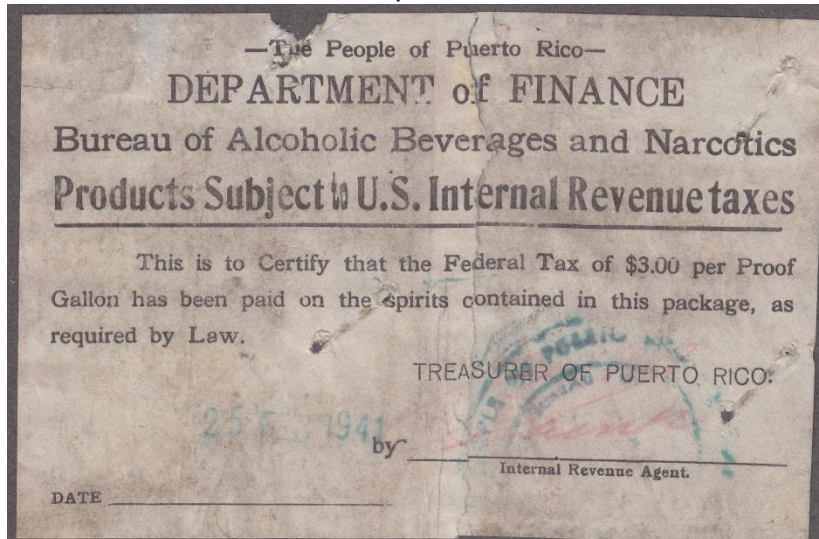 —The People of Puerto Rico—
DEPARTMENT of FINANCE
Bureau of Alcoholic Beverages and Narcotics
Products Subject to U.S. Internal Revenue taxes
This is to Certify that the Federal Tax of $3.00 per Proof
Gallon has been paid on the spirits contained in this package, as
required by Law.
TREASURER OF PUERTO RICO.
25 1941
by
Internal Revenue Agent.
DATE